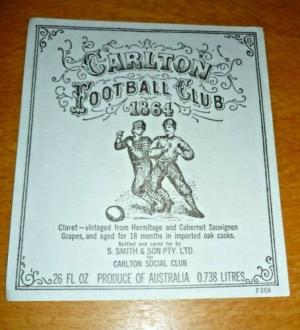 CARLTON
FOOTBALL CLUB
1864
Claret – vintaged from Hermitage and Cabernet Sauvignon
Grapes, and aged for 18 months in imported oak casks.
Bottled and cared for by
S. SMITH & SON PTY. LTD.
for
CARLTON SOCIAL CLUB
26 FL OZ PRODUCE OF AUSTRALIA 0.738 LITRES
F259